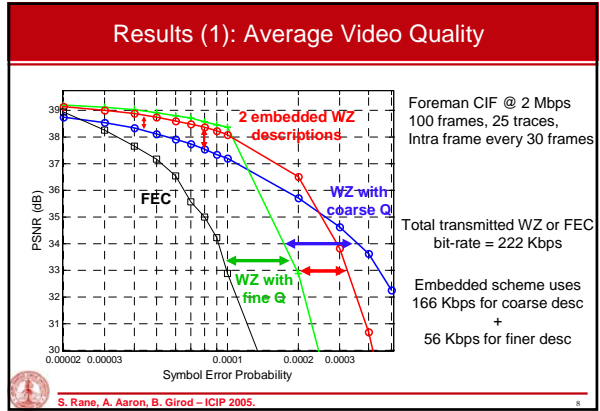 Results (1): Average Video Quality
39
38
37
36
35
34
33
32
31
30
PSNR (dB)
2 embedded WZ
descriptions
FEC
WZ with
coarse Q
WZ with
fine Q
0.00002 0.00003
0.0001
0.0002 0.0003
Symbol Error Probability
Foreman CIF @ 2 Mbps
100 frames, 25 traces,
Intra frame every 30 frames
Total transmitted WZ or FEC
bit-rate = 222 Kbps
Embedded scheme uses
166 Kbps for coarse desc
+
56 Kbps for finer desc
S. Rane, A. Aaron, B. Girod – ICIP 2005.
8